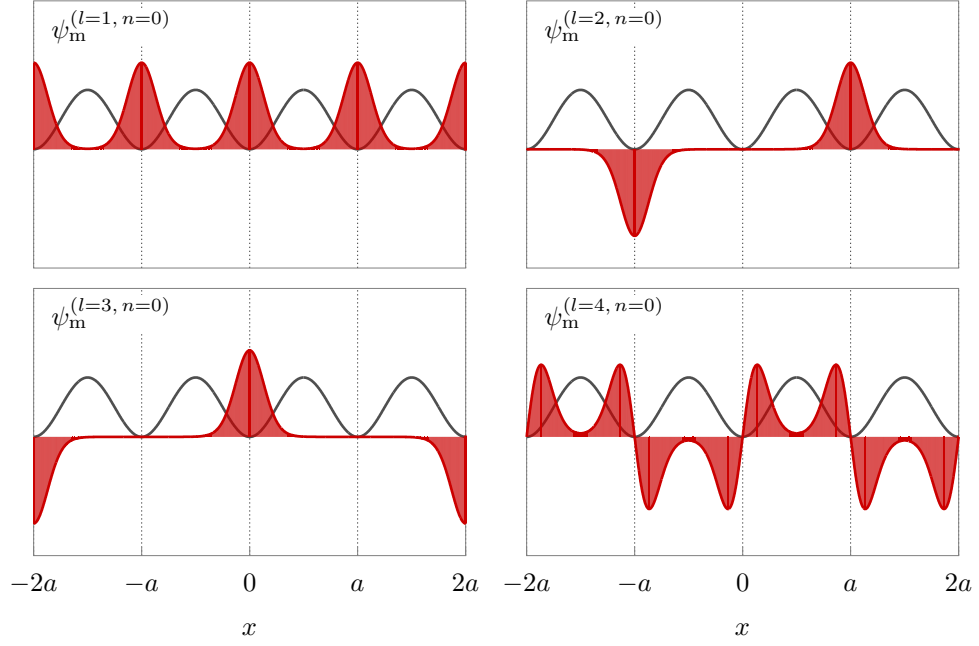 ψₘ^(l=1, n=0)
ψₘ^(l=2, n=0)
ψₘ^(l=3, n=0)
ψₘ^(l=4, n=0)
−2a −a 0 a 2a
−2a −a 0 a 2a
x
x